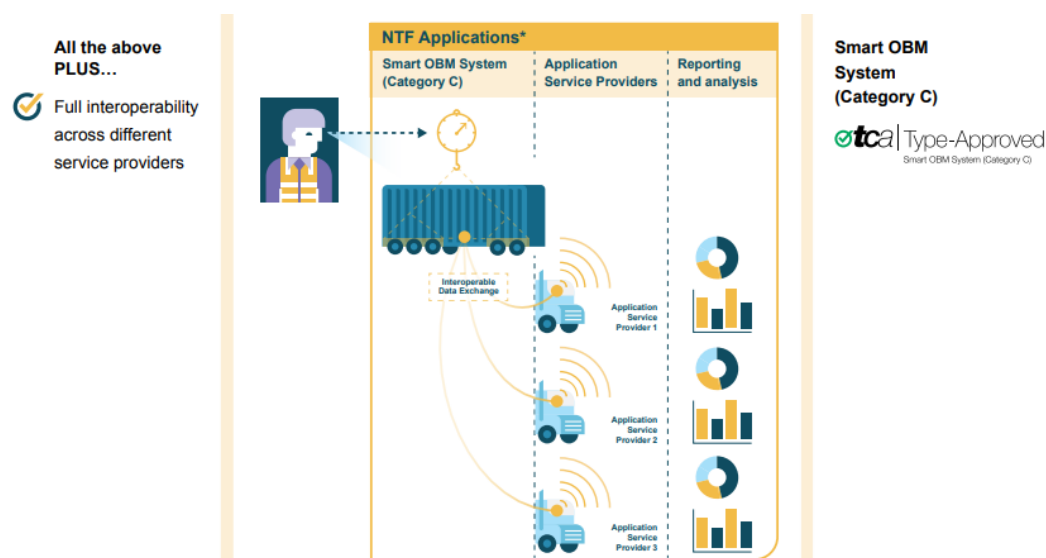 All the above
PLUS…
Full interoperability
across different
service providers
NTF Applications*
Smart OBM System
(Category C)
Application
Service Providers
Reporting
and analysis
Interoperable
Data Exchange
Application
Service
Provider 1
Application
Service
Provider 2
Application
Service
Provider 3
Smart OBM
System
(Category C)
tca Type-Approved
Smart OBM System (Category C)